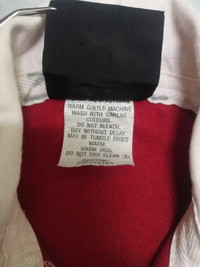 WARM GENTLE MACHINE
WASH WITH SIMILAR
COLOURS.
DO NOT BLEACH.
DRY WITHOUT DELAY
MAY BE TUMBLE DRIED
WARM.
WARM IRON.
DO NOT DRY CLEAN